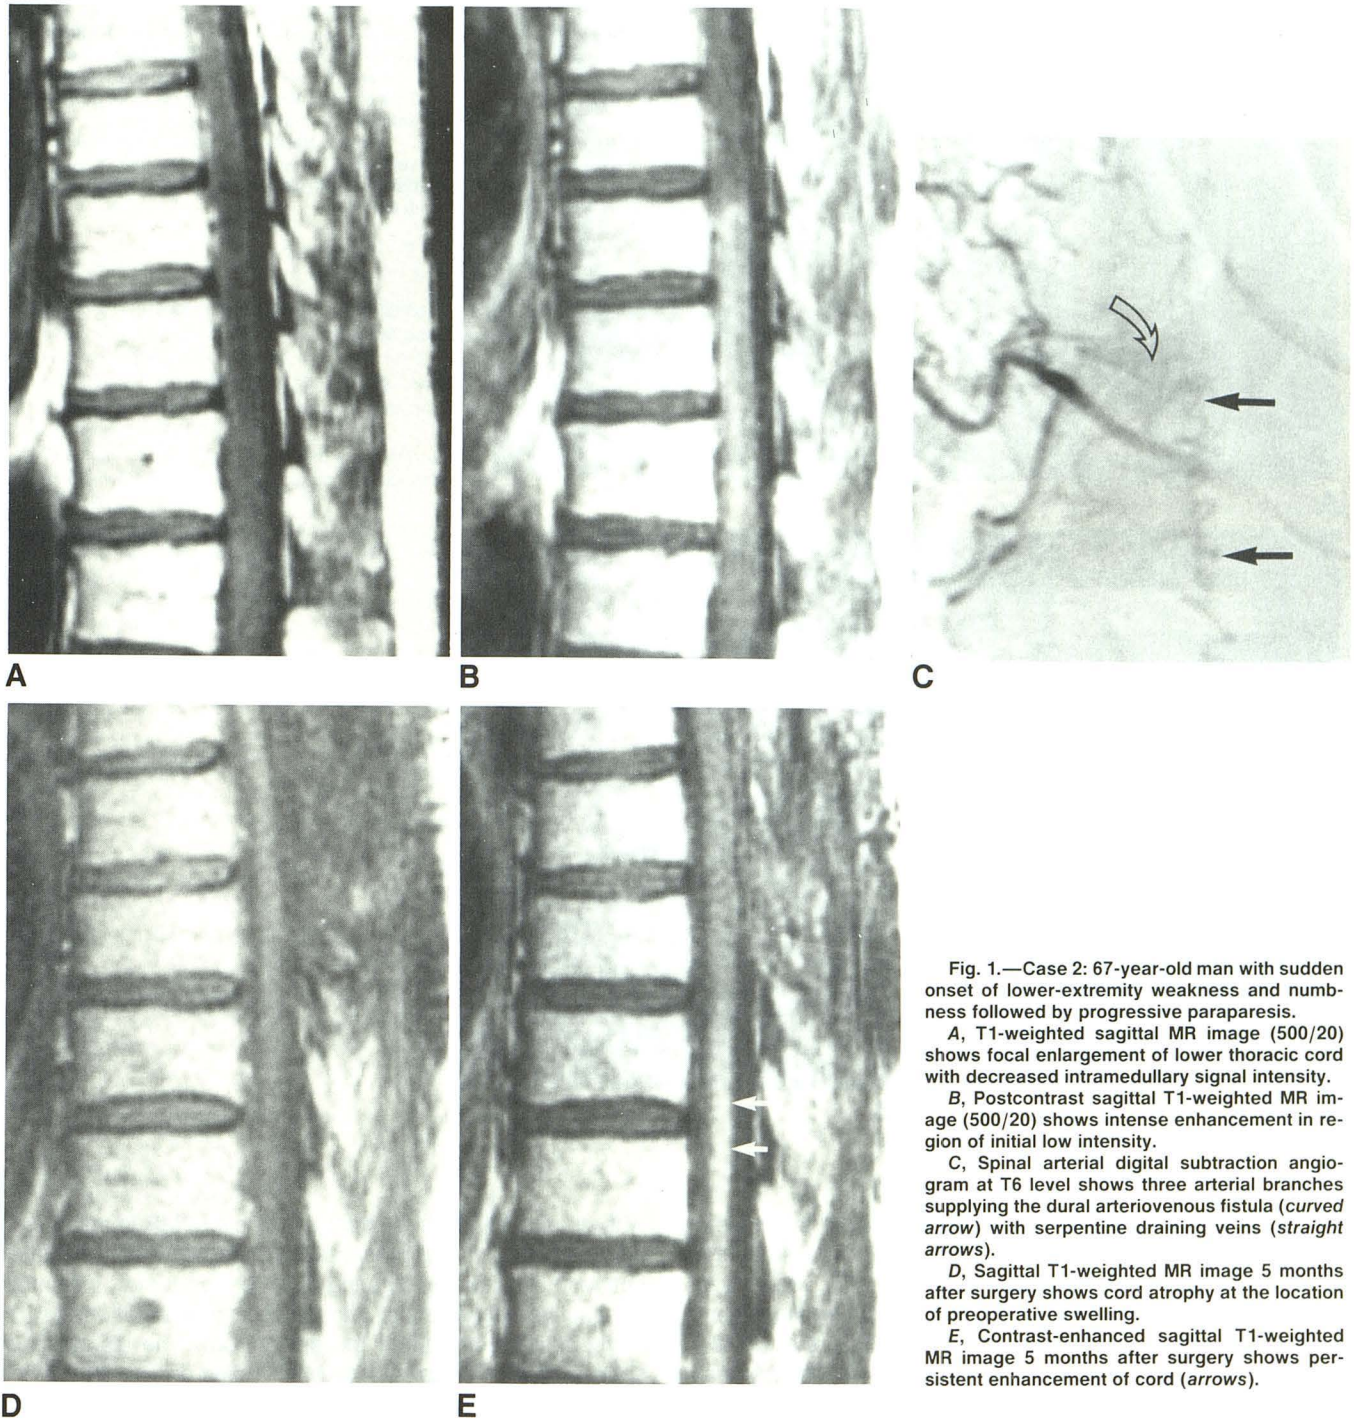 A
B
C
D
E
Fig. 1.—Case 2: 67-year-old man with sudden
onset of lower-extremity weakness and numb-
ness followed by progressive paraparesis.
A, T1-weighted sagittal MR image (500/20)
shows focal enlargement of lower thoracic cord
with decreased intramedullary signal intensity.
B, Postcontrast sagittal T1-weighted MR im-
age (500/20) shows intense enhancement in re-
gion of initial low intensity.
C, Spinal arterial digital subtraction angio-
gram at T6 level shows three arterial branches
supplying the dural arteriovenous fistula (curved
arrow) with serpentine draining veins (straight
arrows).
D, Sagittal T1-weighted MR image 5 months
after surgery shows cord atrophy at the location
of preoperative swelling.
E, Contrast-enhanced sagittal T1-weighted
MR image 5 months after surgery shows per-
sistent enhancement of cord (arrows).